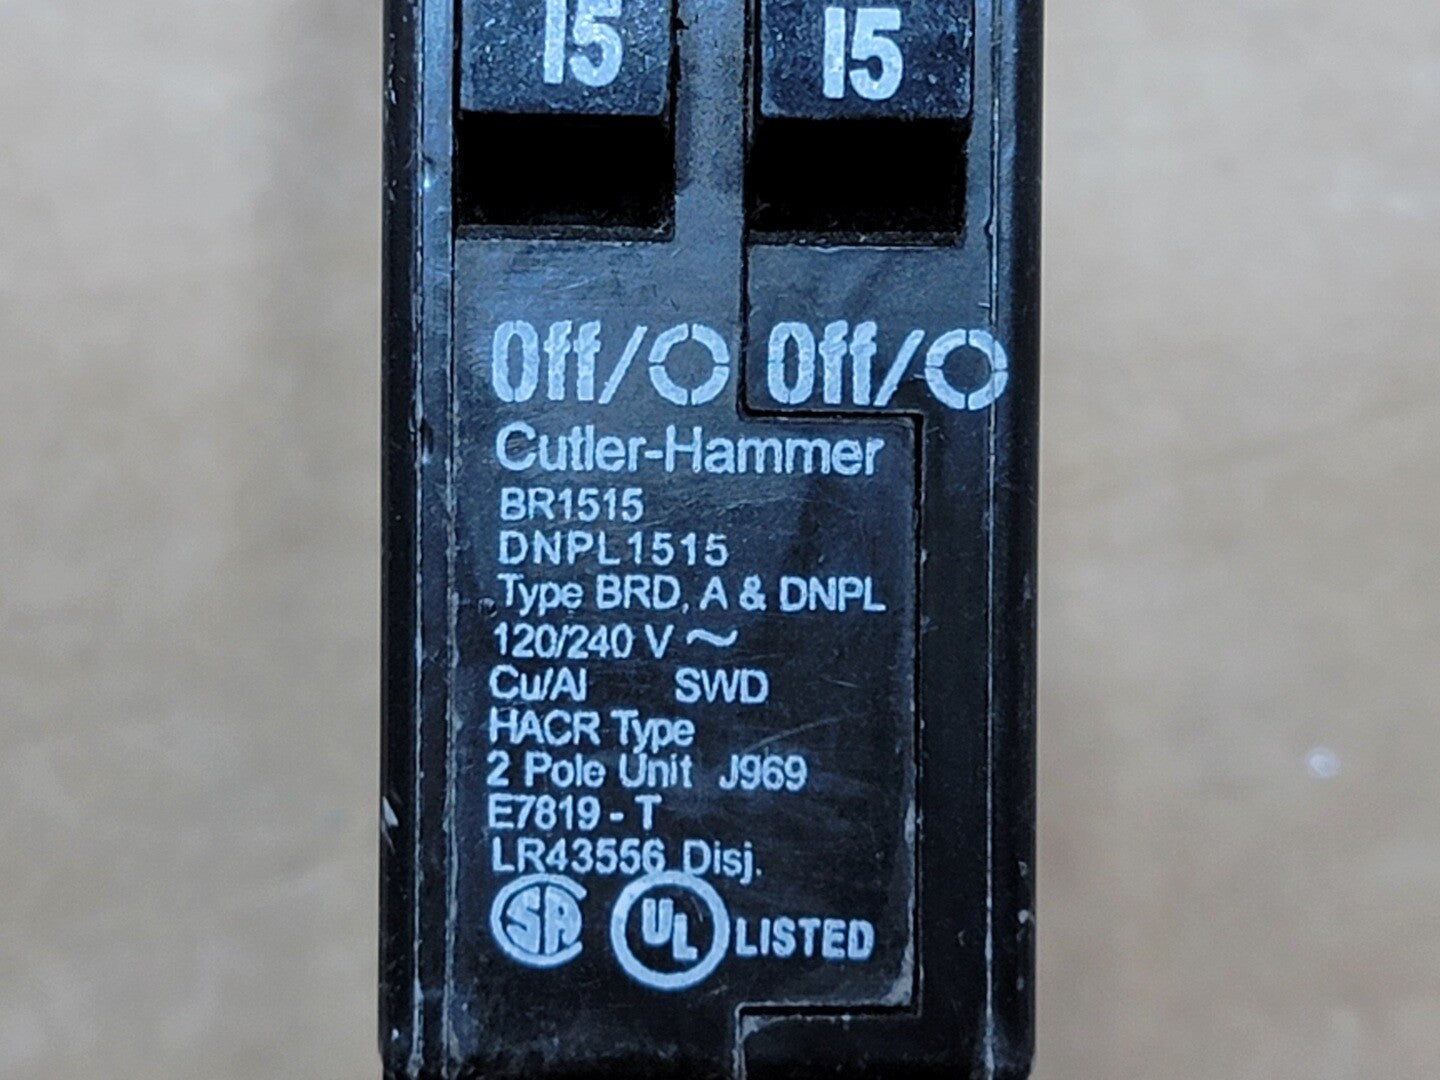 15 15
Off/O Off/O
Cutler-Hammer
BR1515
DNPL1515
Type BRD, A & DNPL
120/240 V ~
Cu/Al SWD
HACR Type
2 Pole Unit J969
E7819 - T
LR43556 Disj.
SA UL LISTED